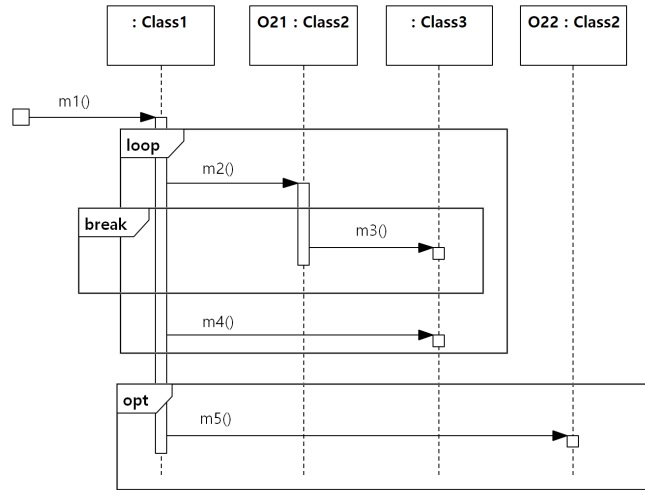 : Class1
O21 : Class2
: Class3
O22 : Class2
m1()
loop
m2()
break
m3()
m4()
opt
m5()